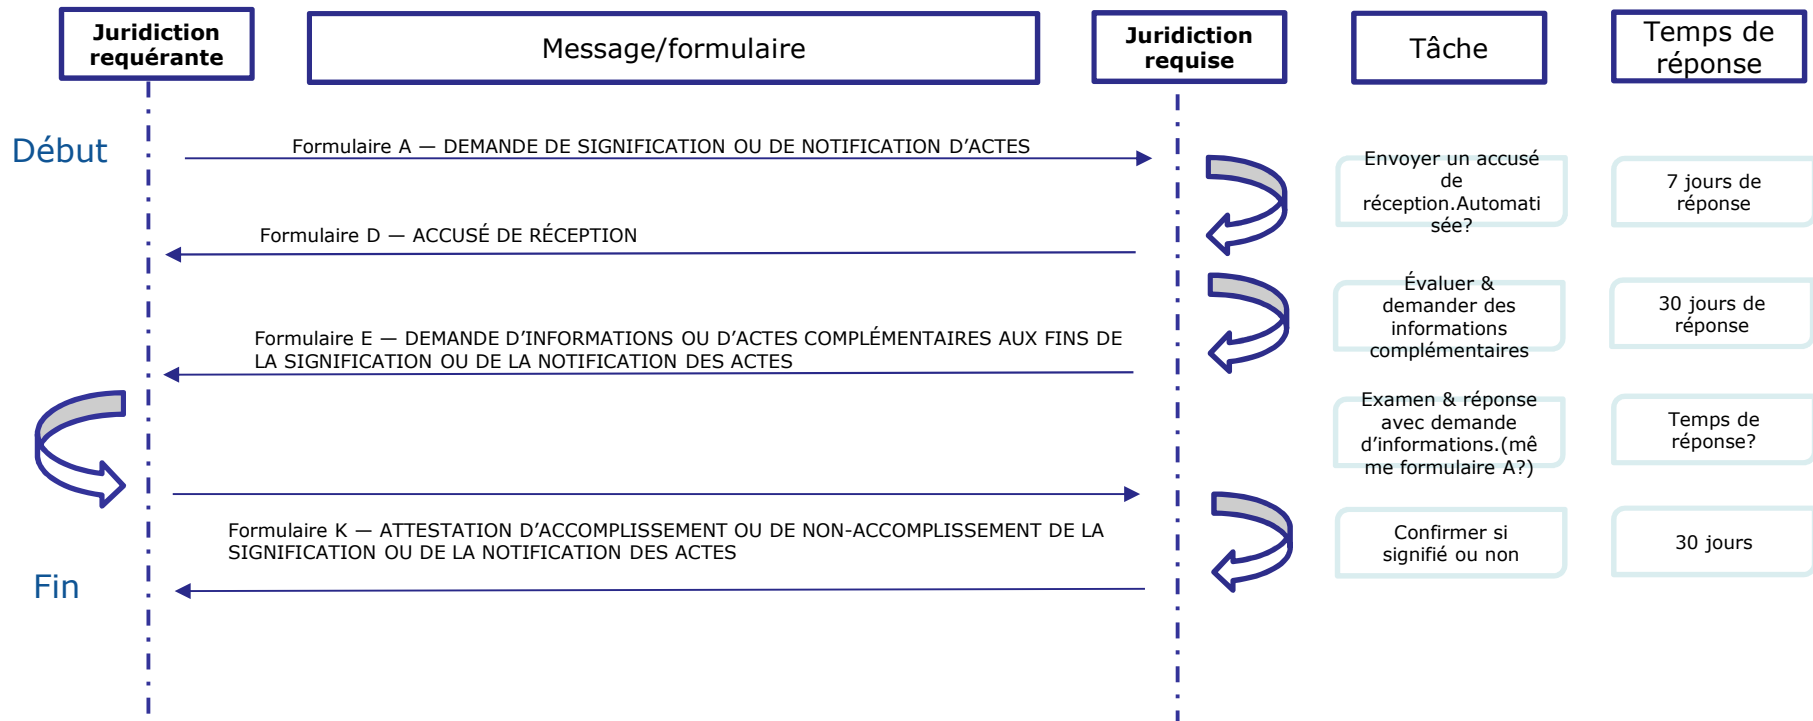 Juridiction
requérante
Message/formulaire
Juridiction
requise
Tâche
Temps de
réponse
Début
Formulaire A — DEMANDE DE SIGNIFICATION OU DE NOTIFICATION D’ACTES
Envoyer un accusé
de
réception.Automati
sée?
7 jours de
réponse
Formulaire D — ACCUSÉ DE RÉCEPTION
Évaluer &
demander des
informations
complémentaires
30 jours de
réponse
Formulaire E — DEMANDE D’INFORMATIONS OU D’ACTES COMPLÉMENTAIRES AUX FINS DE
LA SIGNIFICATION OU DE LA NOTIFICATION DES ACTES
Examen & réponse
avec demande
d’informations.(mê
me formulaire A?)
Temps de
réponse?
Formulaire K — ATTESTATION D’ACCOMPLISSEMENT OU DE NON-ACCOMPLISSEMENT DE LA
SIGNIFICATION OU DE LA NOTIFICATION DES ACTES
Confirmer si
signifié ou non
30 jours
Fin